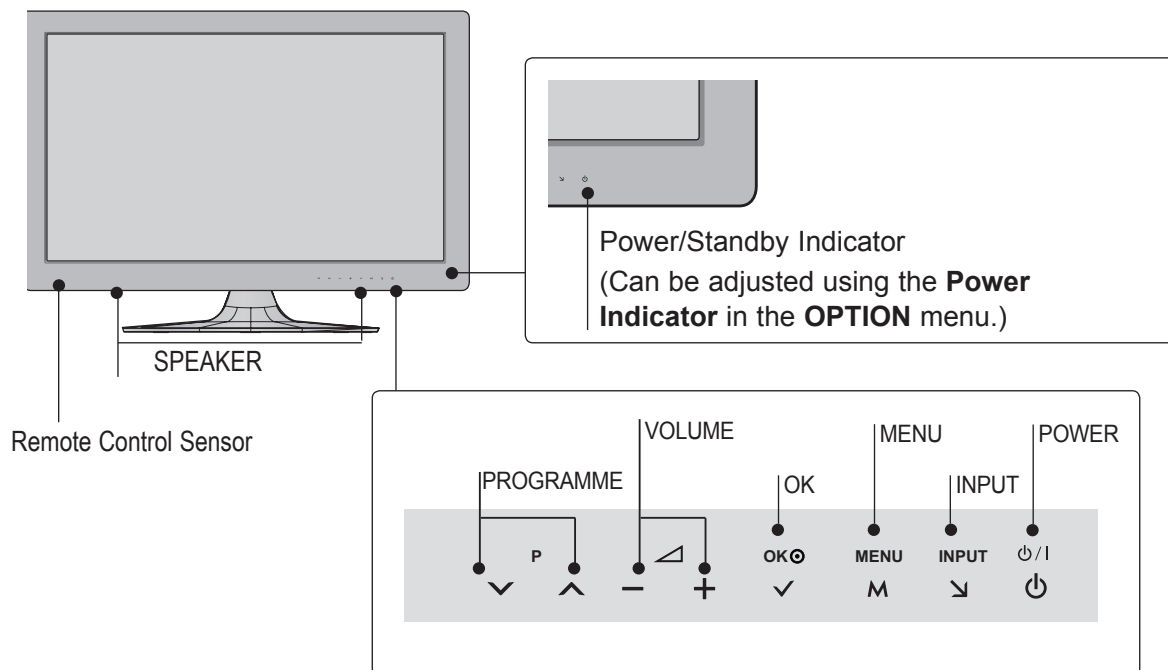 Power/Standby Indicator
(Can be adjusted using the Power
Indicator in the OPTION menu.)
SPEAKER
Remote Control Sensor
VOLUME
MENU
POWER
PROGRAMME
OK
INPUT
P
OK
MENU
INPUT
M